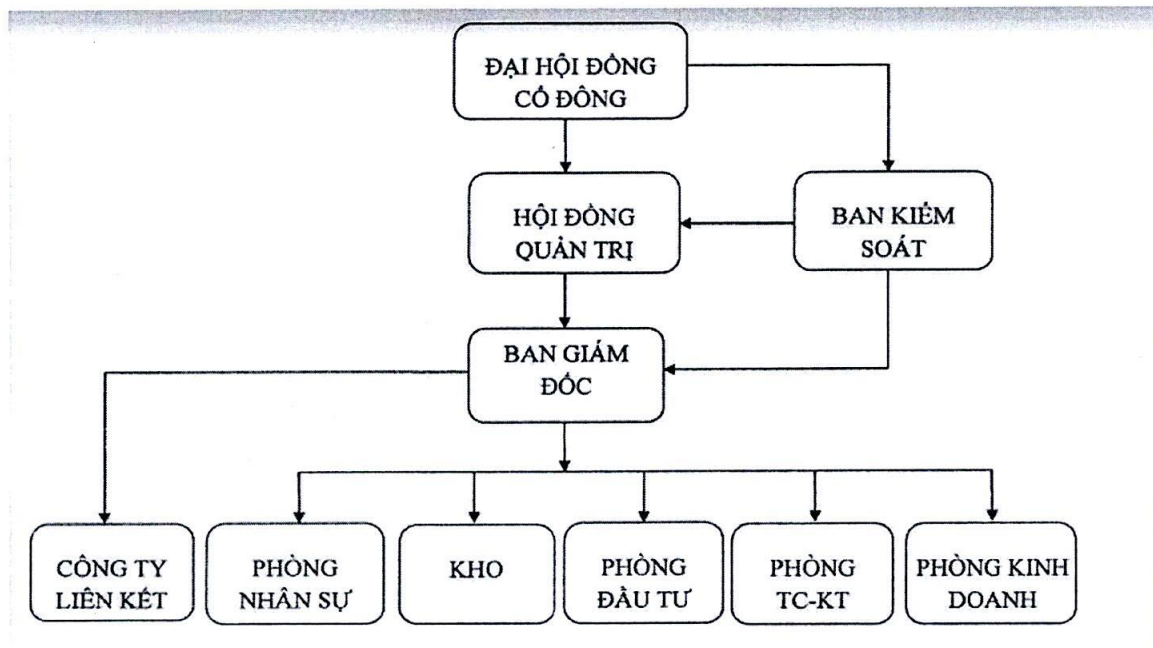 ĐẠI HỘI ĐỒNG
CỔ ĐÔNG
HỘI ĐỒNG
QUẢN TRỊ
BAN KIỂM
SOÁT
BAN GIÁM
ĐỐC
CÔNG TY
LIÊN KẾT
PHÒNG
NHÂN SỰ
KHO
PHÒNG
ĐẦU TƯ
PHÒNG
TC-KT
PHÒNG KINH
DOANH